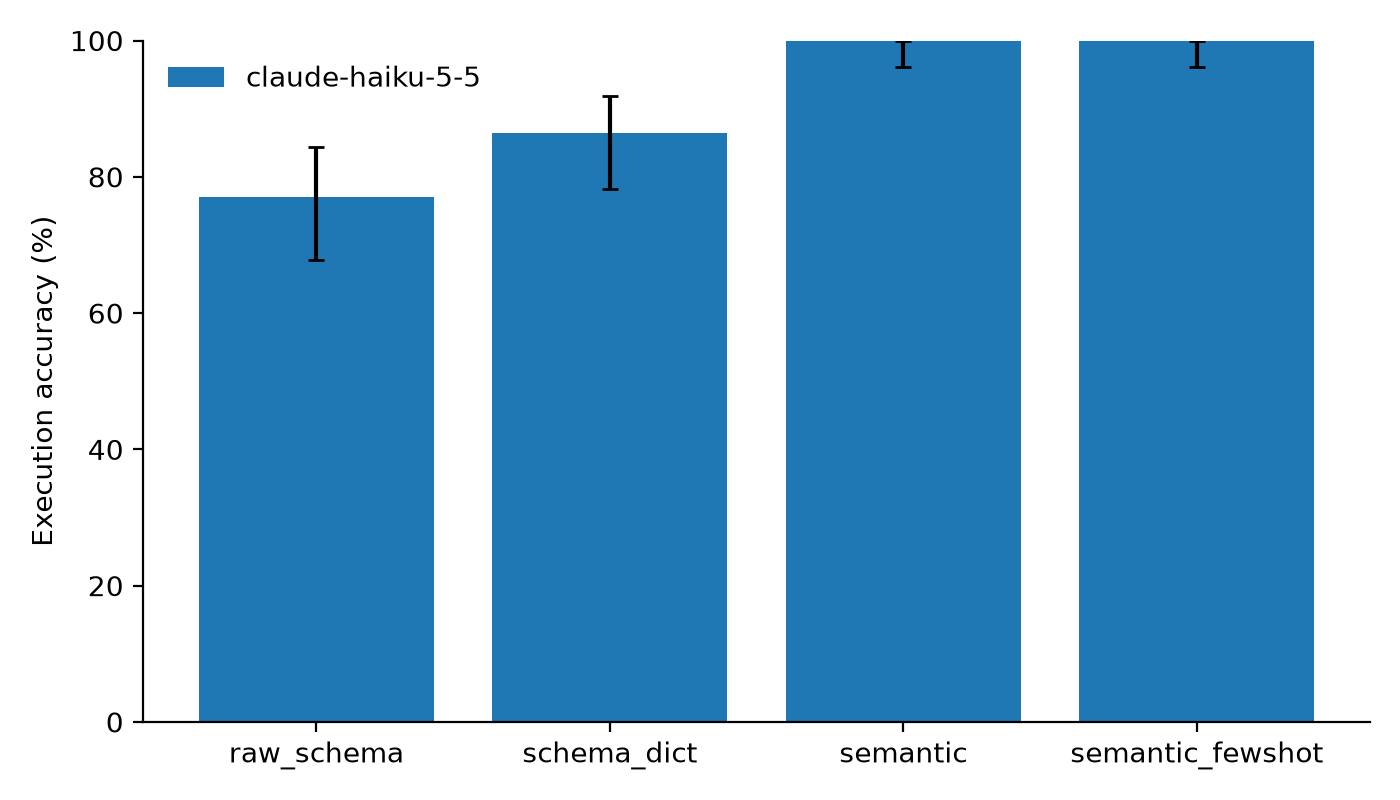 Execution accuracy (%)
100
80
60
40
20
0
claude-haiku-5-5
raw_schema
schema_dict
semantic
semantic_fewshot